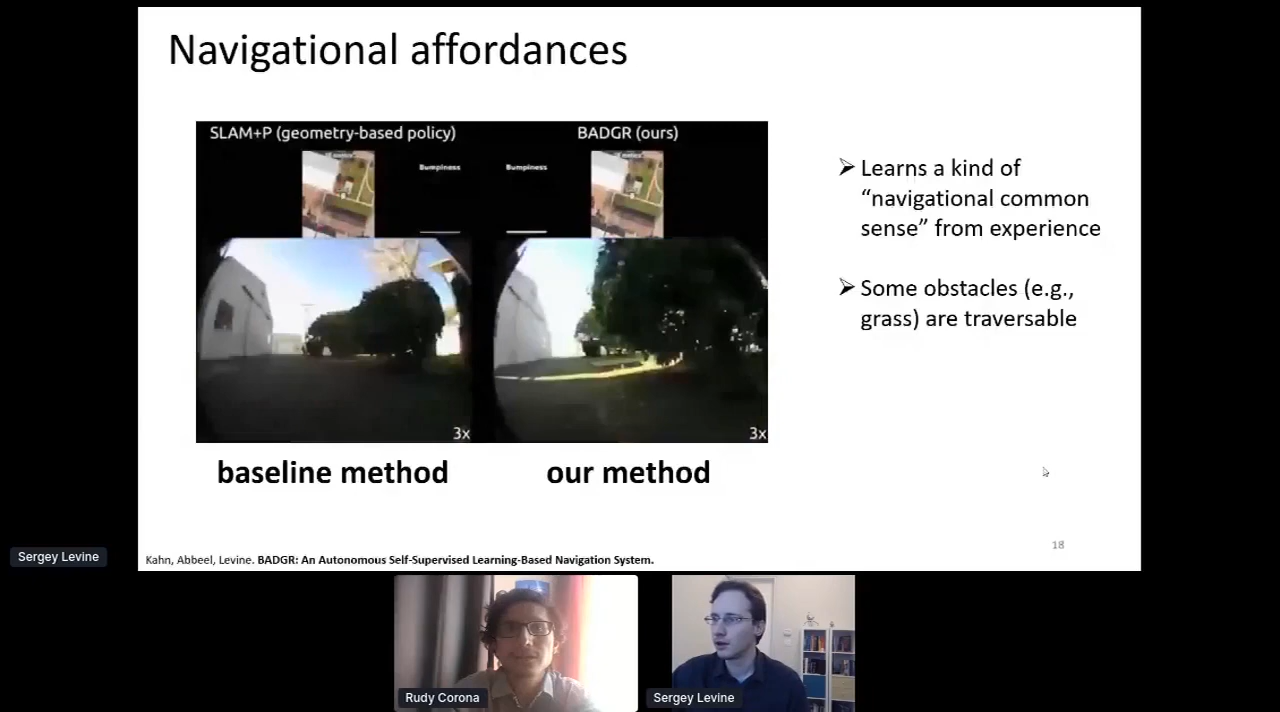 Navigational affordances
SLAM+P (geometry-based policy)
BADGR (ours)
Bumpiness
Bumpiness
3x
3x
baseline method
our method
➢ Learns a kind of
“navigational common
sense” from experience
➢ Some obstacles (e.g.,
grass) are traversable
18
Kahn, Abbeel, Levine. BADGR: An Autonomous Self-Supervised Learning-Based Navigation System.
Sergey Levine
Rudy Corona
Sergey Levine